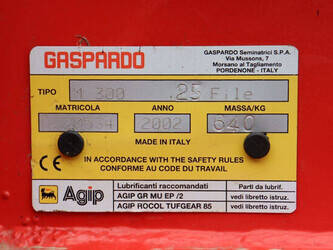 GASPARDO
GASPARDO Seminatrici S.P.A.
Via Mussons, 7
Morsano al Tagliamento
PORDENONE - ITALY
TIPO M 300 25 File
MATRICOLA ANNO MASSA/KG
2002 640
MADE IN ITALY
CE IN ACCORDANCE WITH THE SAFETY RULES
CONFORME AU CODE DU TRAVAIL
Agip
Lubrificanti raccomandati Parti da lubrif.
AGIP GR MU EP /2 vedi libretto istruz.
AGIP ROCOL TUFGEAR 85 vedi libretto istruz.